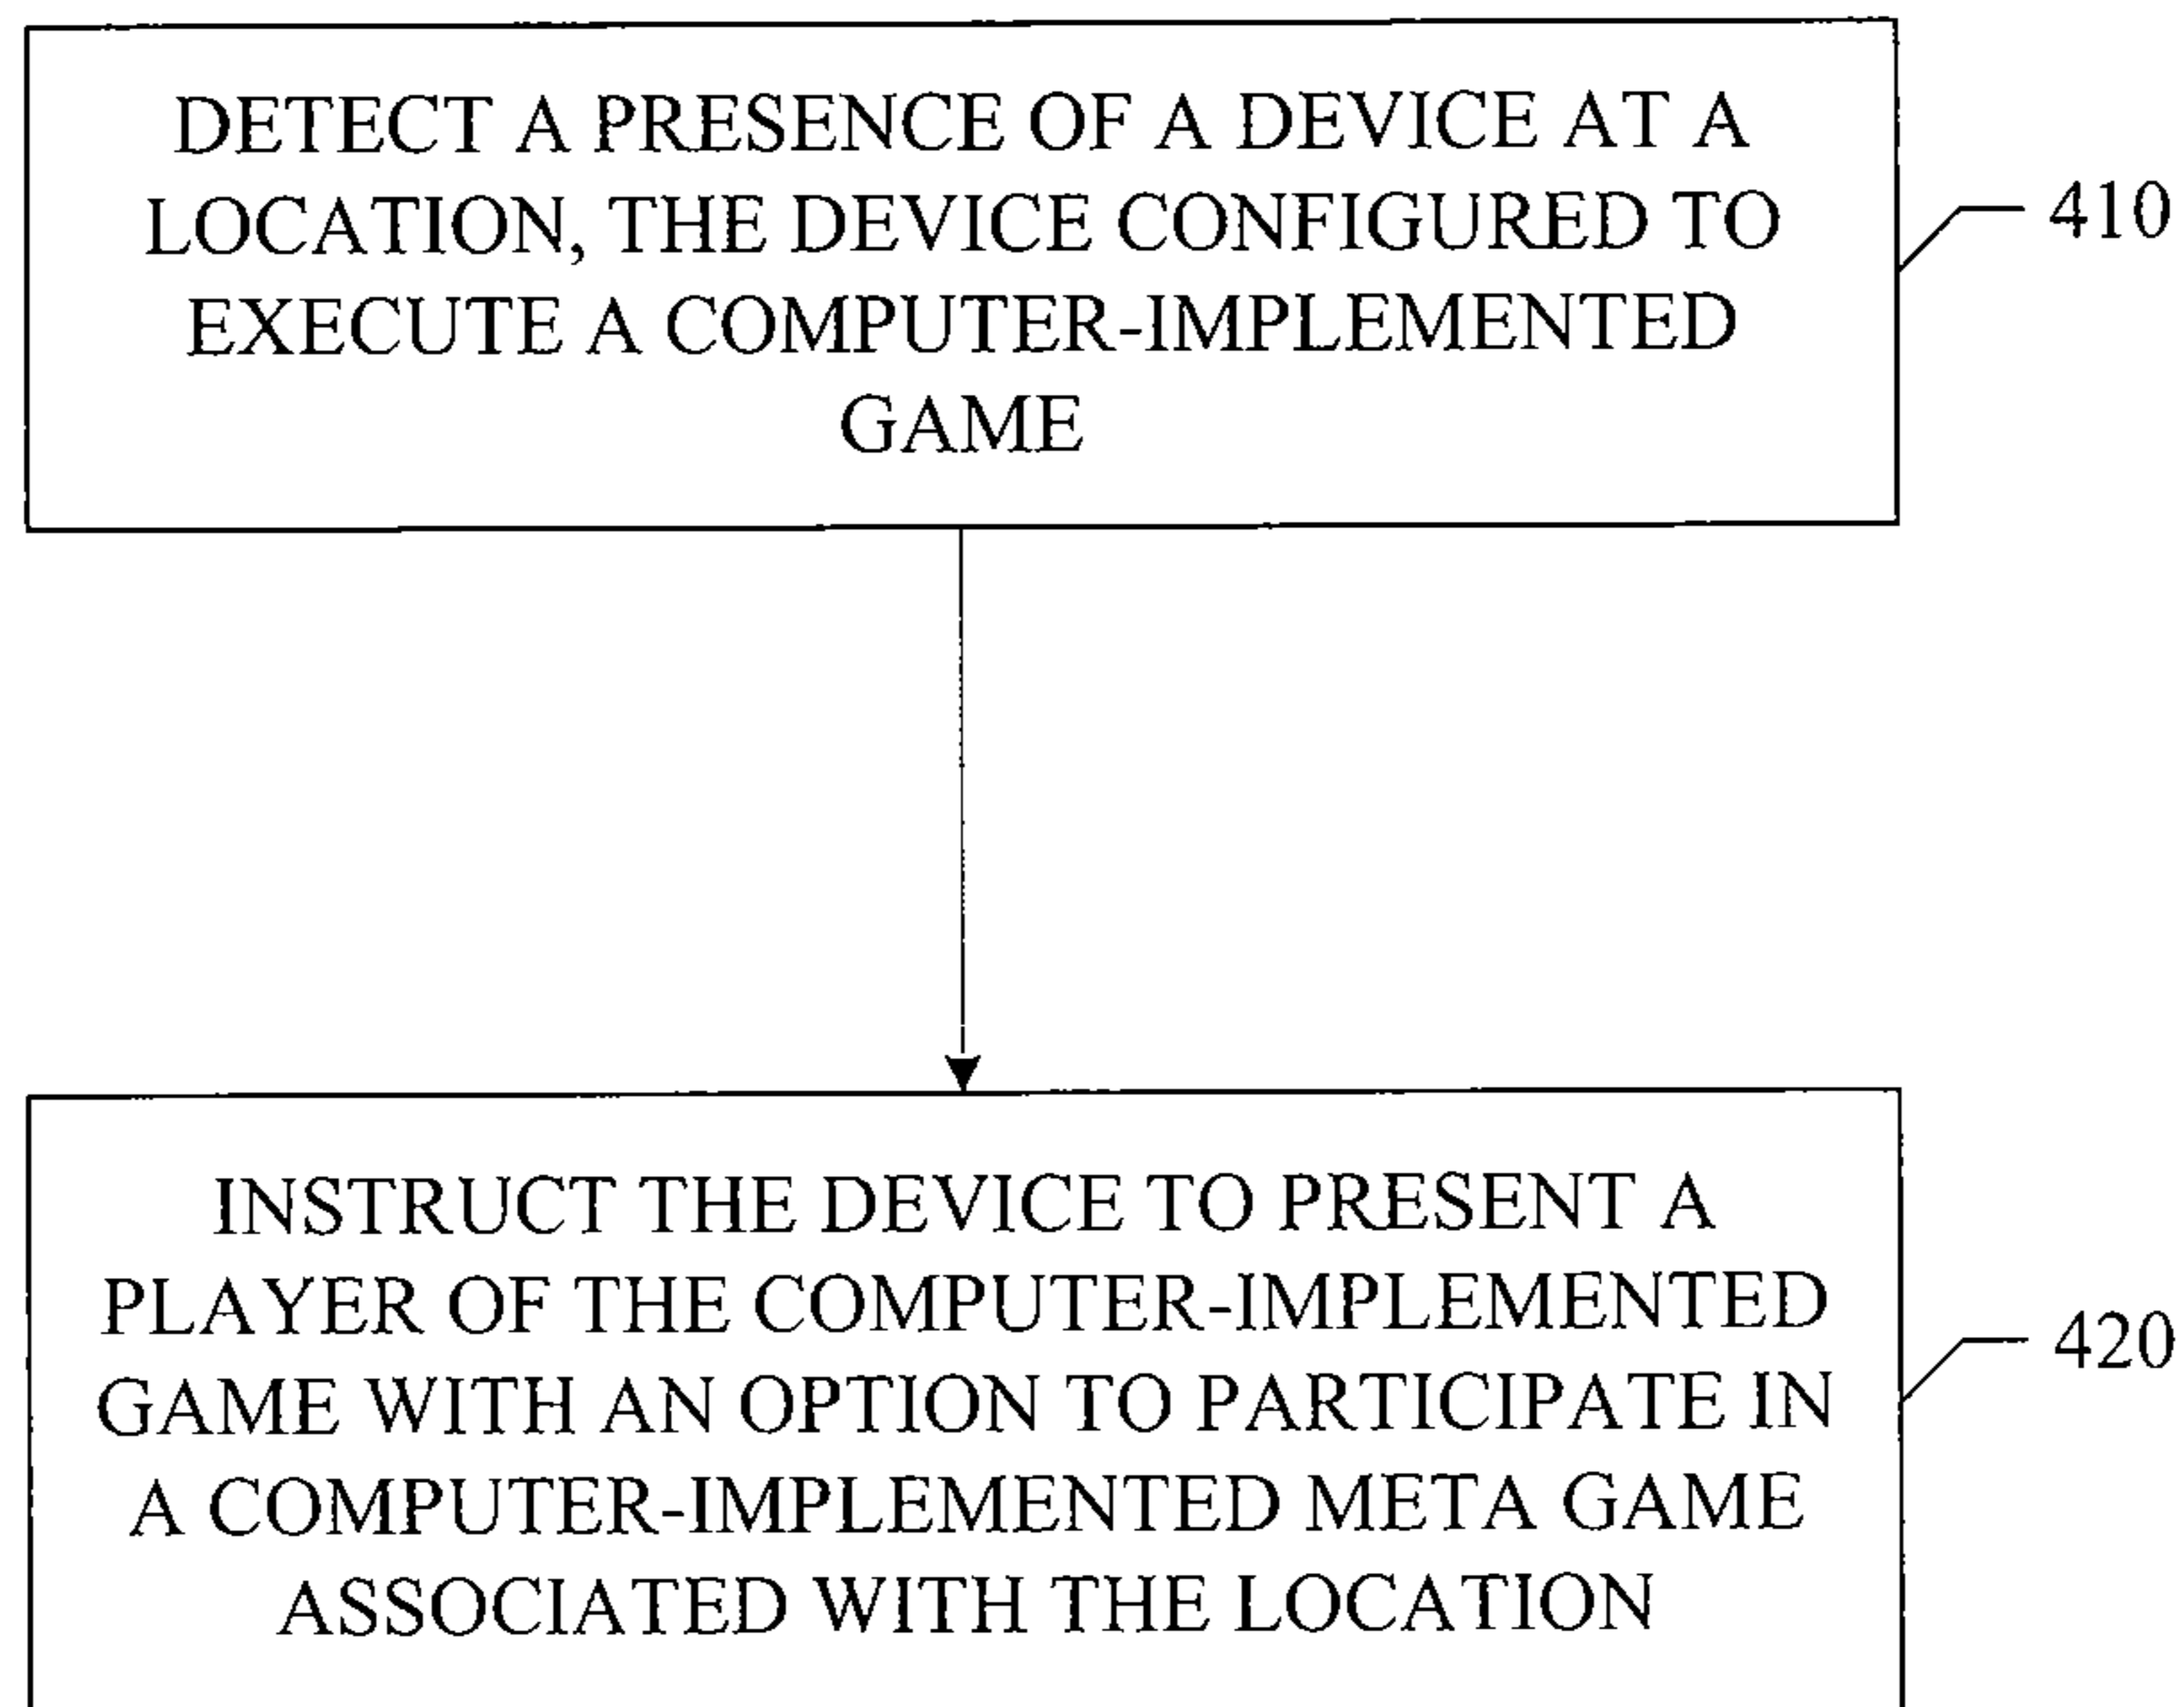 DETECT A PRESENCE OF A DEVICE AT A
LOCATION, THE DEVICE CONFIGURED TO
EXECUTE A COMPUTER-IMPLEMENTED
GAME
410
INSTRUCT THE DEVICE TO PRESENT A
PLAYER OF THE COMPUTER-IMPLEMENTED
GAME WITH AN OPTION TO PARTICIPATE IN
A COMPUTER-IMPLEMENTED META GAME
ASSOCIATED WITH THE LOCATION
420